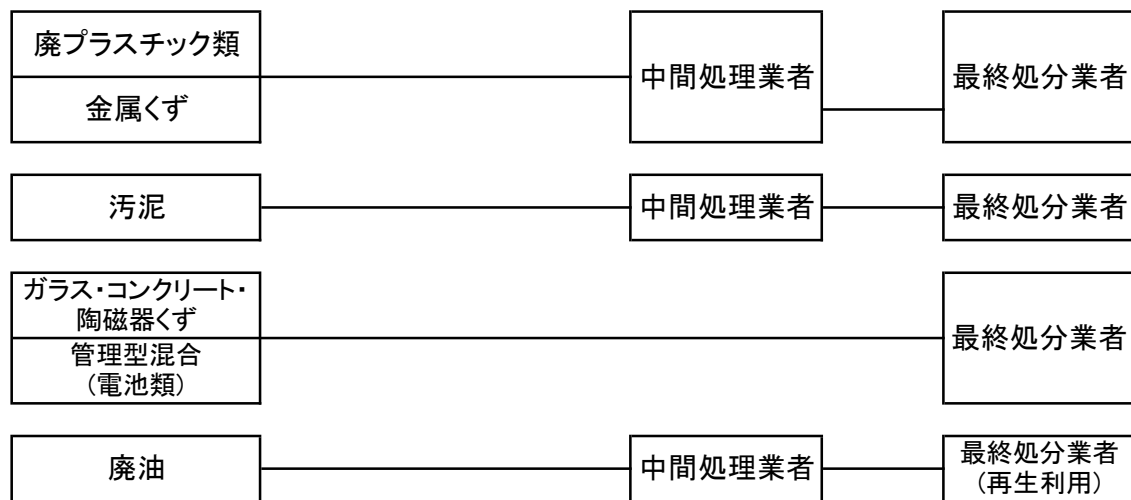 廃プラスチック類
金属くず
中間処理業者
最終処分業者
汚泥
中間処理業者
最終処分業者
ガラス・コンクリート・
陶磁器くず
管理型混合
(電池類)
最終処分業者
廃油
中間処理業者
最終処分業者
(再生利用)